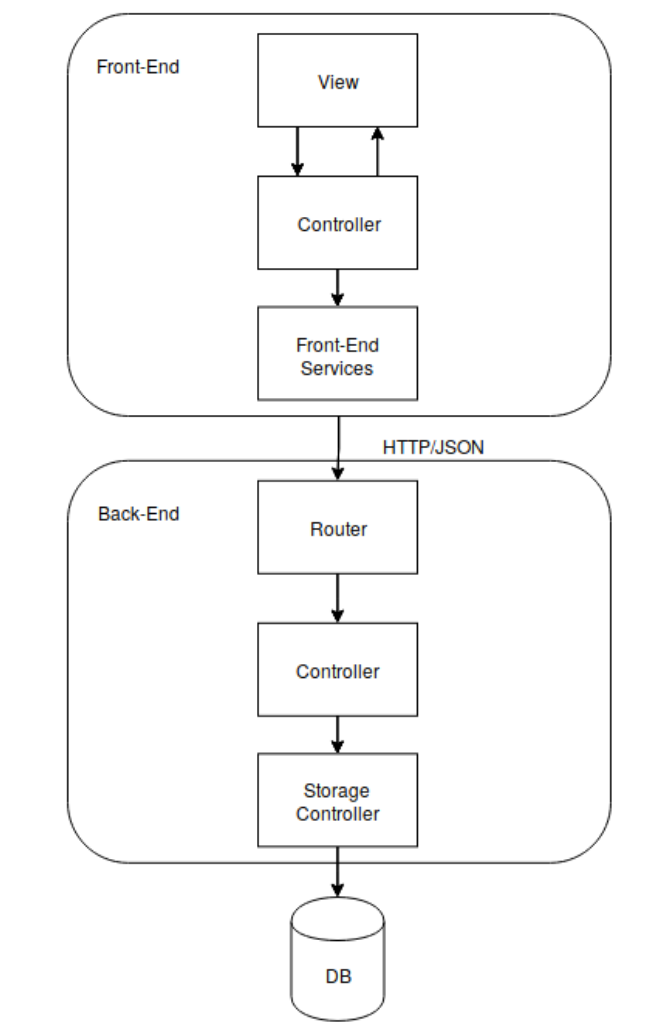 Front-End
View
Controller
Front-End
Services
HTTP/JSON
Back-End
Router
Controller
Storage
Controller
DB